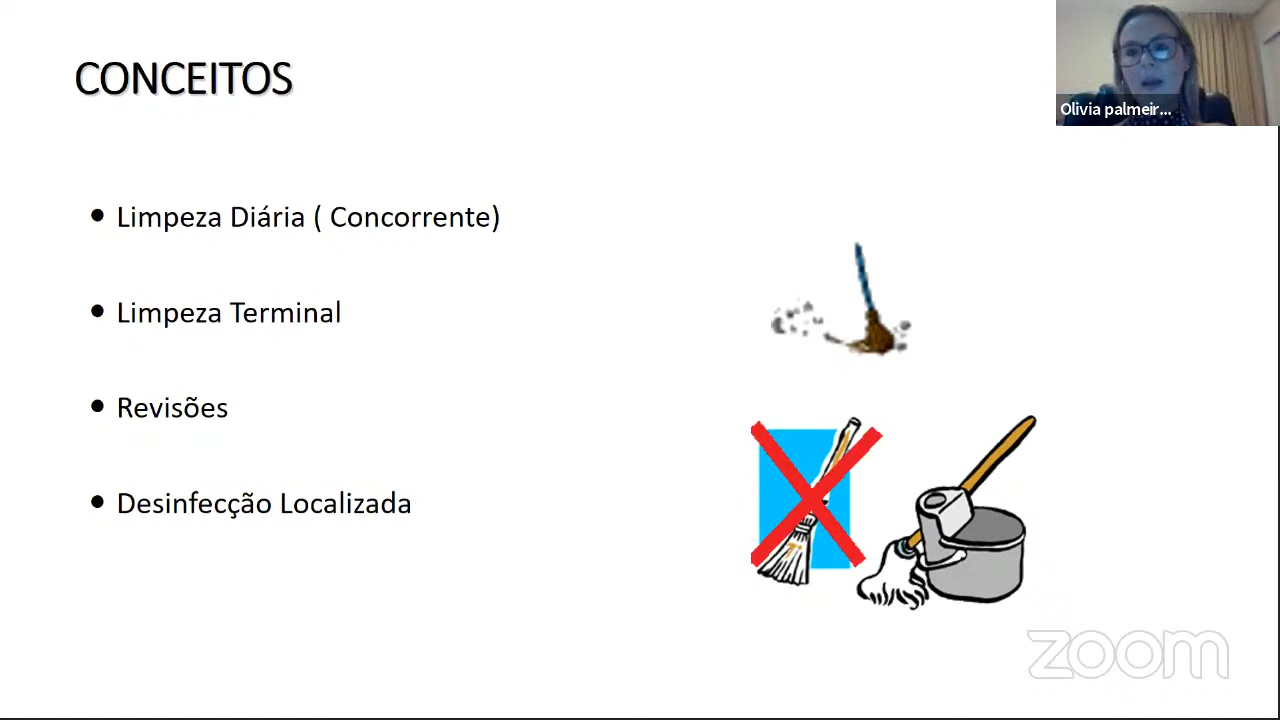 CONCEITOS
Olivia palmeir...
• Limpeza Diária ( Concorrente)
• Limpeza Terminal
• Revisões
• Desinfecção Localizada
zoom